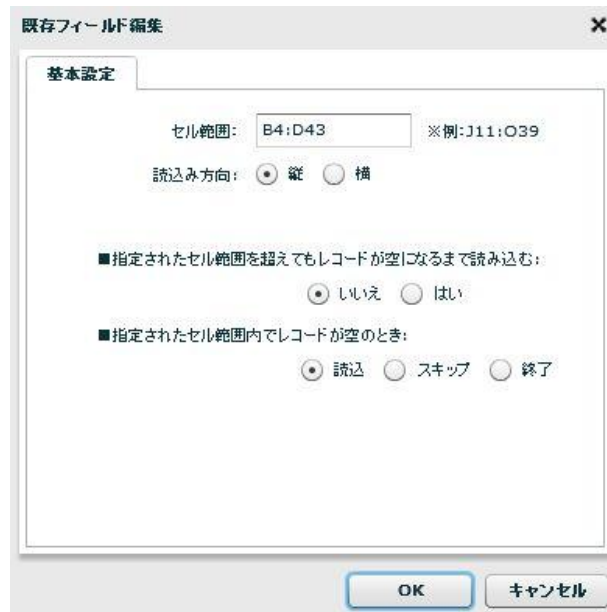 既存フィールド編集
基本設定
セル範囲: B4:D43 ※例:J11:O39
読込み方向: 縦 横
■指定されたセル範囲を超えてもレコードが空になるまで読み込む:
いいえ はい
■指定されたセル範囲内でレコードが空のとき:
読込 スキップ 終了
OK キャンセル